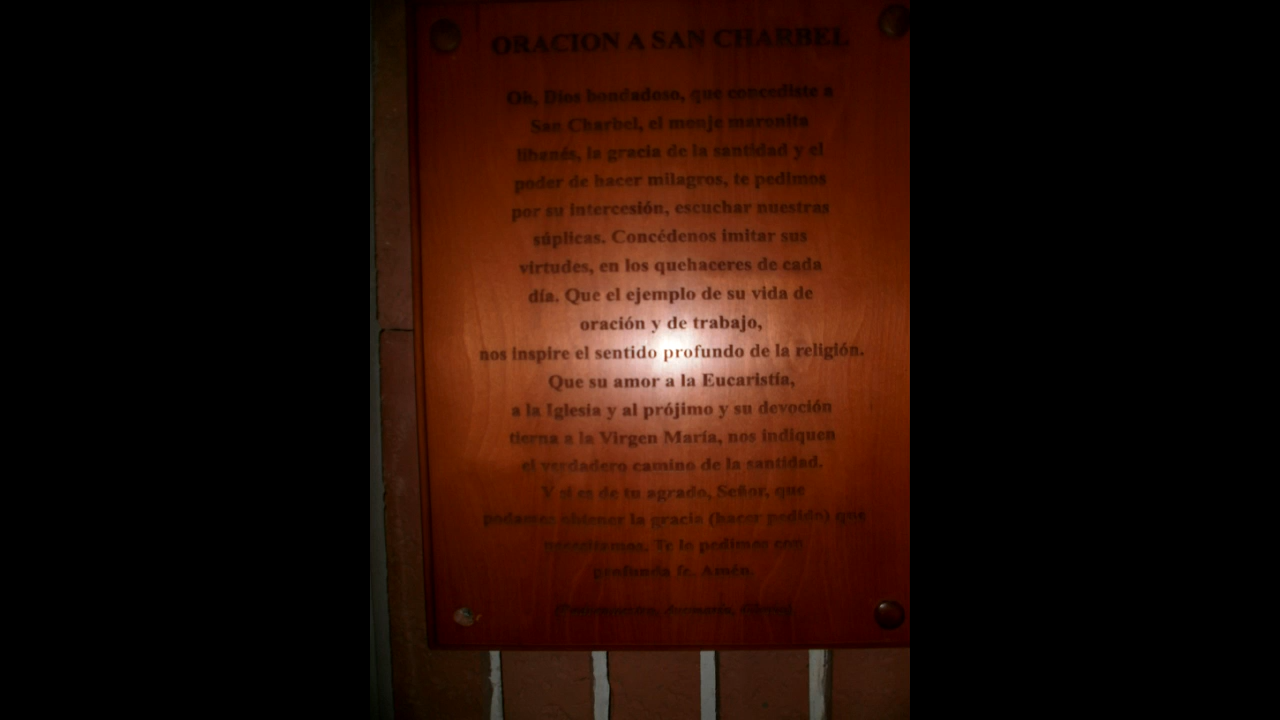 ORACION A SAN CHARBEL
Oh, Dios bondadoso, que concediste a
San Charbel, el monje maronita
libanés, la gracia de la santidad y el
poder de hacer milagros, te pedimos
por su intercesión, escuchar nuestras
súplicas. Concédenos imitar sus
virtudes, en los quehaceres de cada
día. Que el ejemplo de su vida de
oración y de trabajo,
nos inspire el sentido profundo de la religión.
Que su amor a la Eucaristía,
a la Iglesia y al prójimo y su devoción
tierna a la Virgen María, nos indiquen
el verdadero camino de la santidad.
Y si es de tu agrado, Señor, que
podamos obtener la gracia (hacer pedido) que
necesitamos. Te lo pedimos con
profunda fe. Amén.
(Padrenuestro, Avemaría, Gloria)